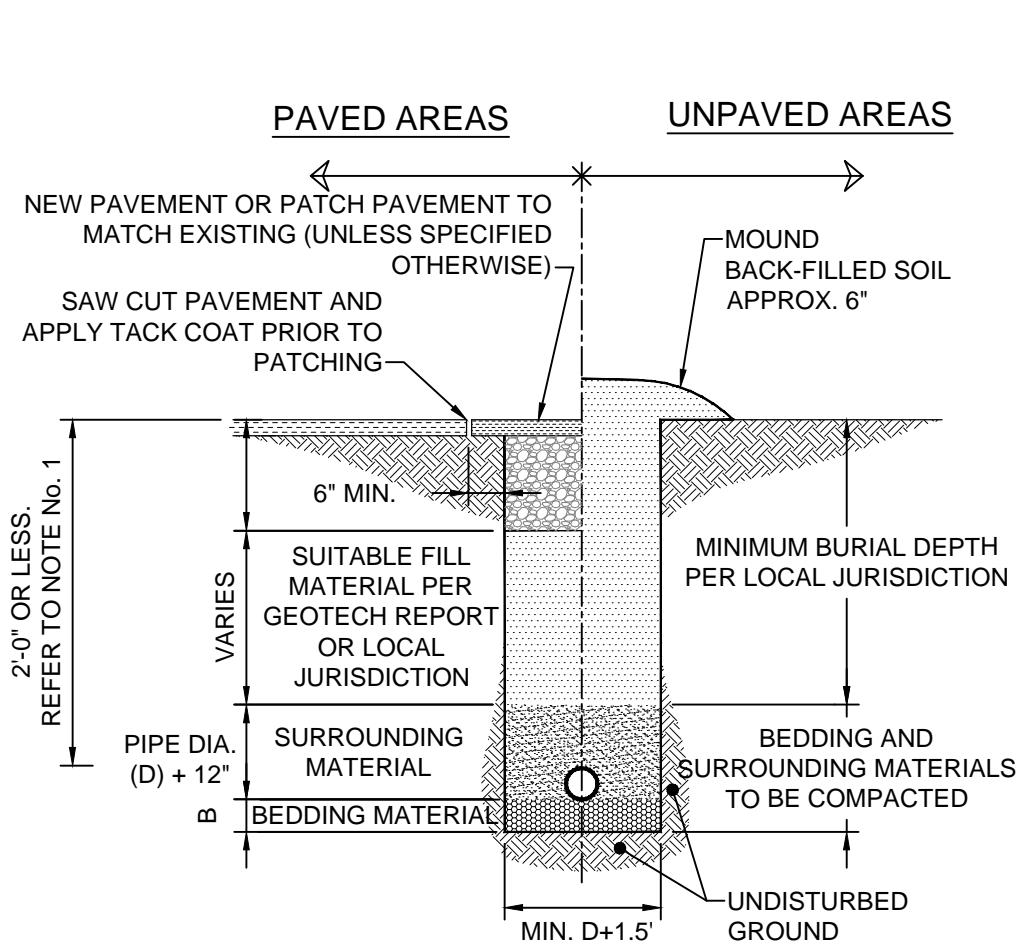 PAVED AREAS
UNPAVED AREAS
NEW PAVEMENT OR PATCH PAVEMENT TO
MATCH EXISTING (UNLESS SPECIFIED
OTHERWISE)
MOUND
BACK-FILLED SOIL
APPROX. 6"
SAW CUT PAVEMENT AND
APPLY TACK COAT PRIOR TO
PATCHING
2'-0" OR LESS.
REFER TO NOTE No. 1
6" MIN.
VARIES
SUITABLE FILL
MATERIAL PER
GEOTECH REPORT
OR LOCAL
JURISDICTION
MINIMUM BURIAL DEPTH
PER LOCAL JURISDICTION
PIPE DIA.
(D) + 12"
SURROUNDING
MATERIAL
BEDDING AND
SURROUNDING MATERIALS
TO BE COMPACTED
B
BEDDING MATERIAL
UNDISTURBED
GROUND
MIN. D+1.5'